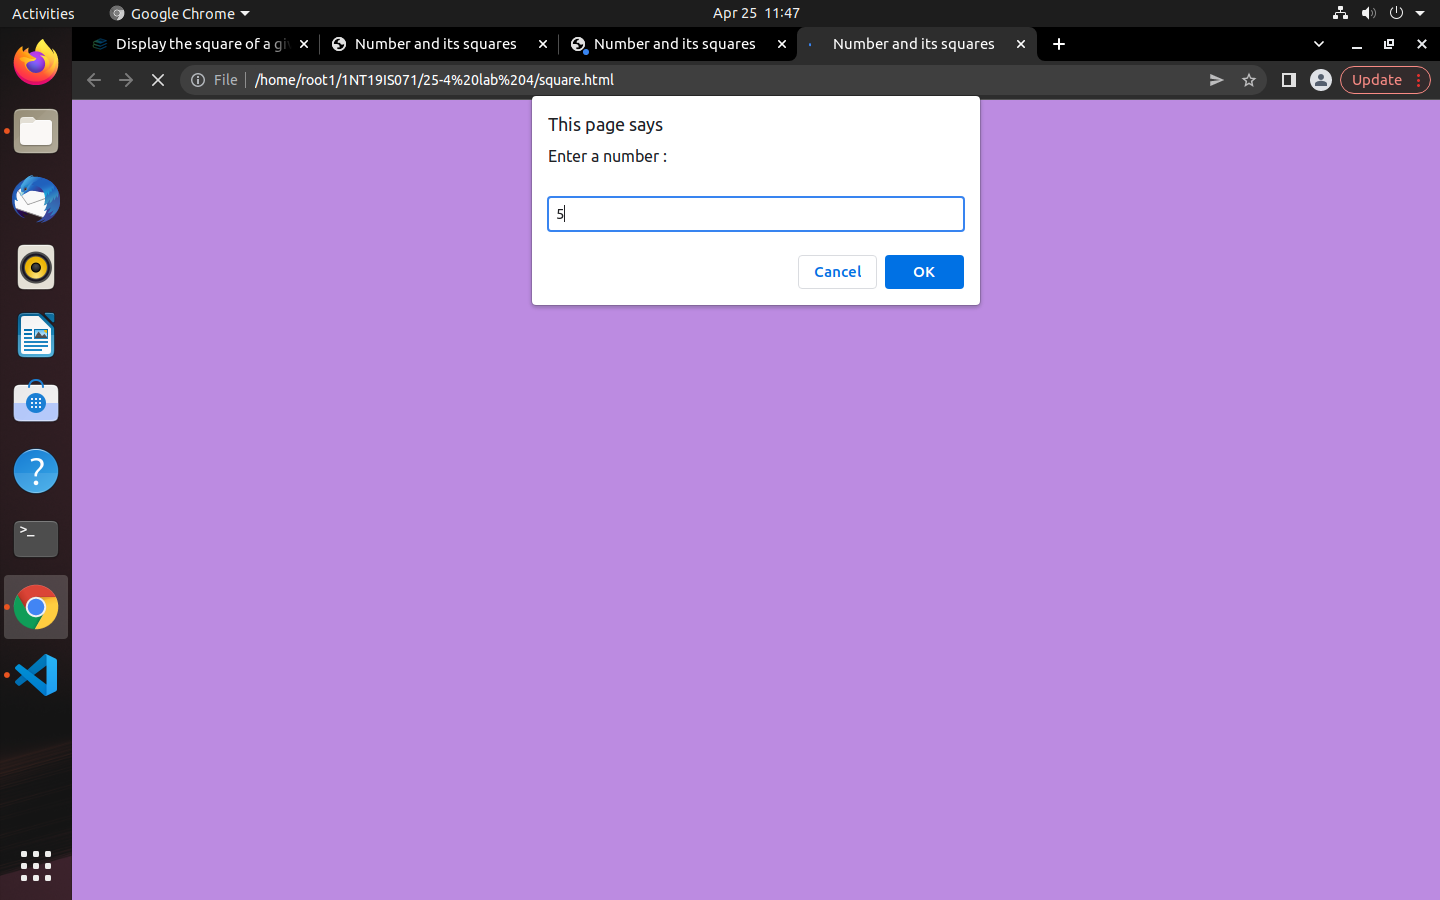 Activities
Google Chrome
Apr 25 11:47
Display the square of a
Number and its squares
Number and its squares
Number and its squares
File
/home/root1/1NT19IS071/25-4%20lab%204/square.html
Update
This page says
Enter a number :
5
Cancel
OK
?
>_